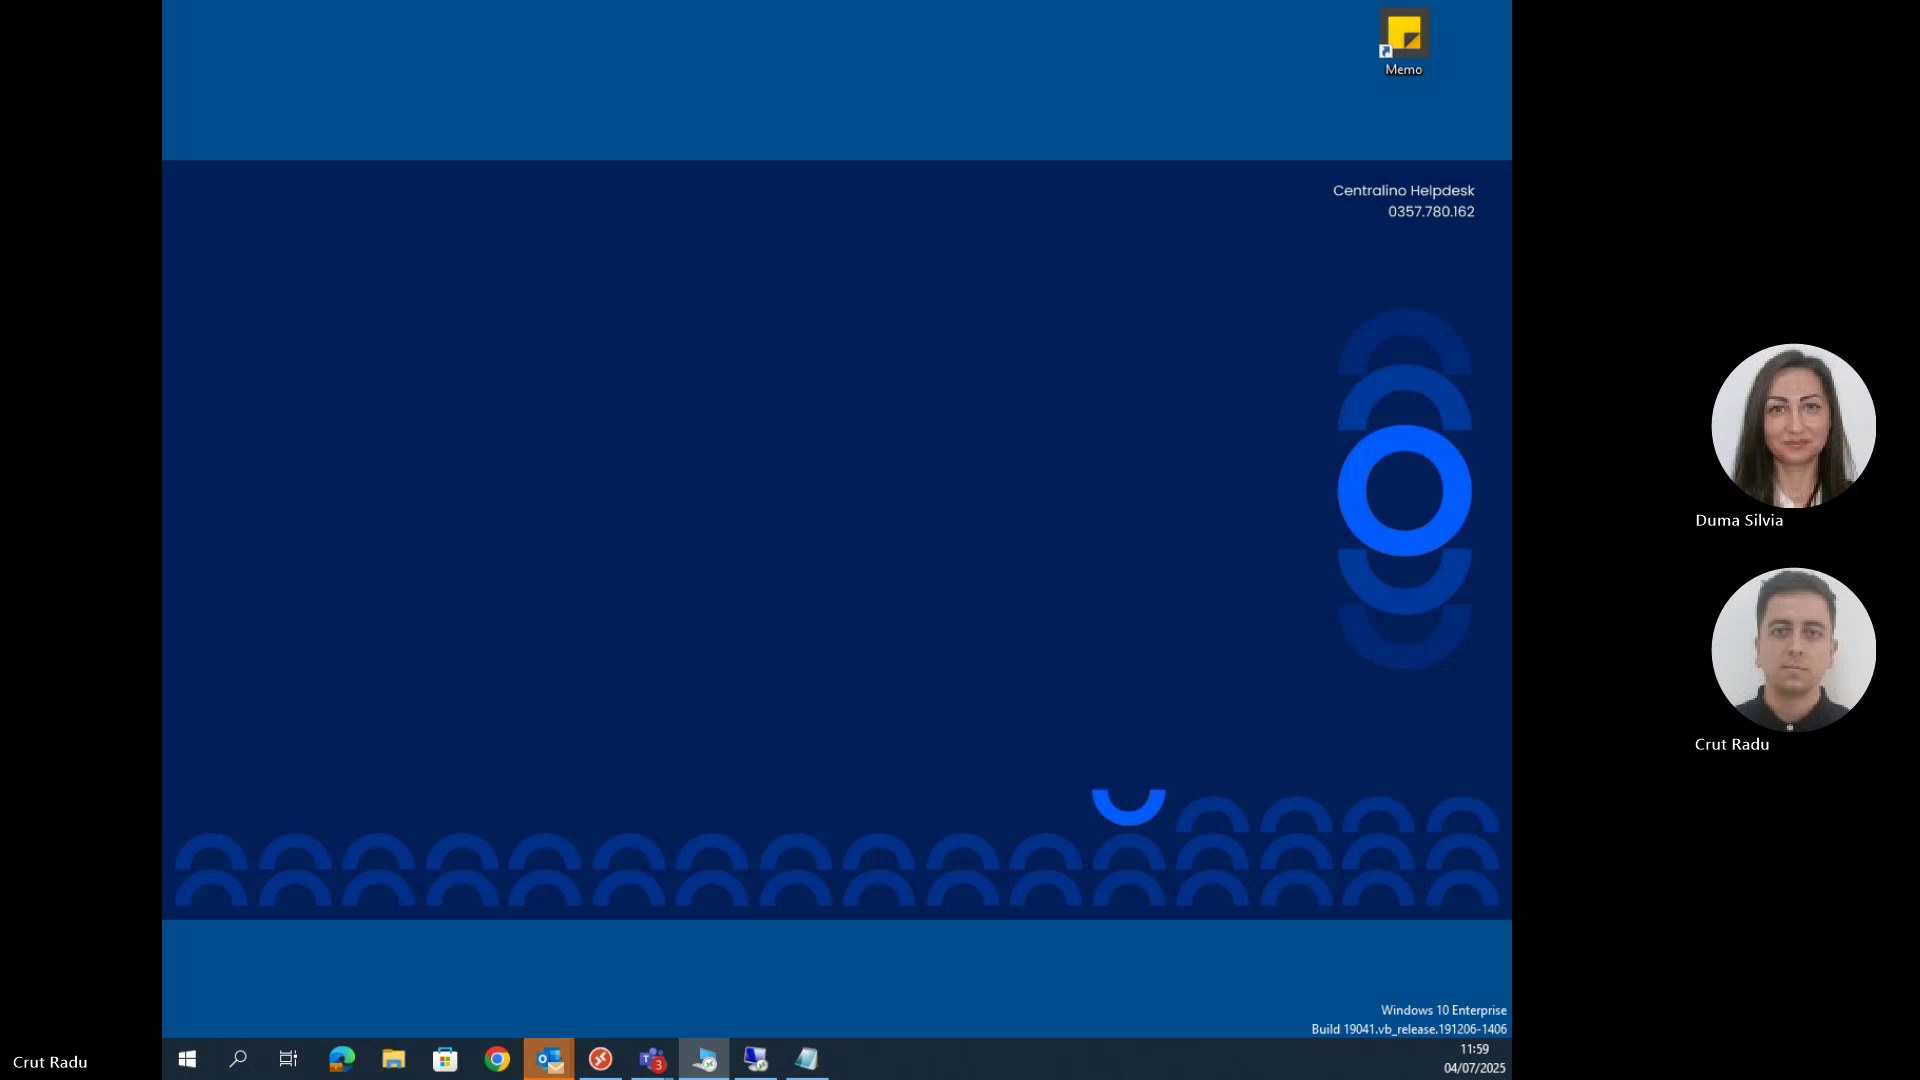 Memo
Centralino Helpdesk
0357.780.162
Duma Silvia
Crut Radu
Windows 10 Enterprise
Build 19041.vb_release.191206-1406
3
11:59
04/07/2025
Crut Radu